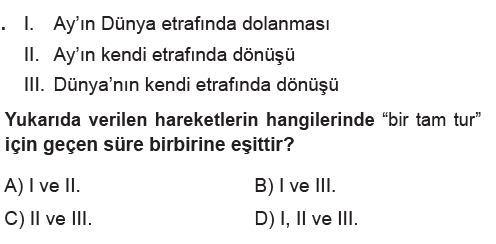 . I. Ay’ın Dünya etrafında dolanması
II. Ay’ın kendi etrafında dönüşü
III. Dünya’nın kendi etrafında dönüşü
Yukarıda verilen hareketlerin hangilerinde “bir tam tur”
için geçen süre birbirine eşittir?
A) I ve II. B) I ve III.
C) II ve III. D) I, II ve III.